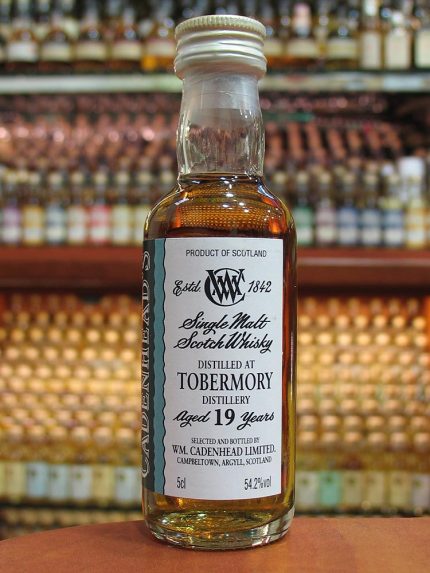 PRODUCT OF SCOTLAND
Estd. WC 1842
Single Malt
Scotch Whisky
DISTILLED AT
TOBERMORY
DISTILLERY
Aged 19 Years
SELECTED AND BOTTLED BY
WM. CADENHEAD LIMITED.
CAMPBELTOWN, ARGYLL, SCOTLAND
5cl 54.2%vol
CADENHEAD'S